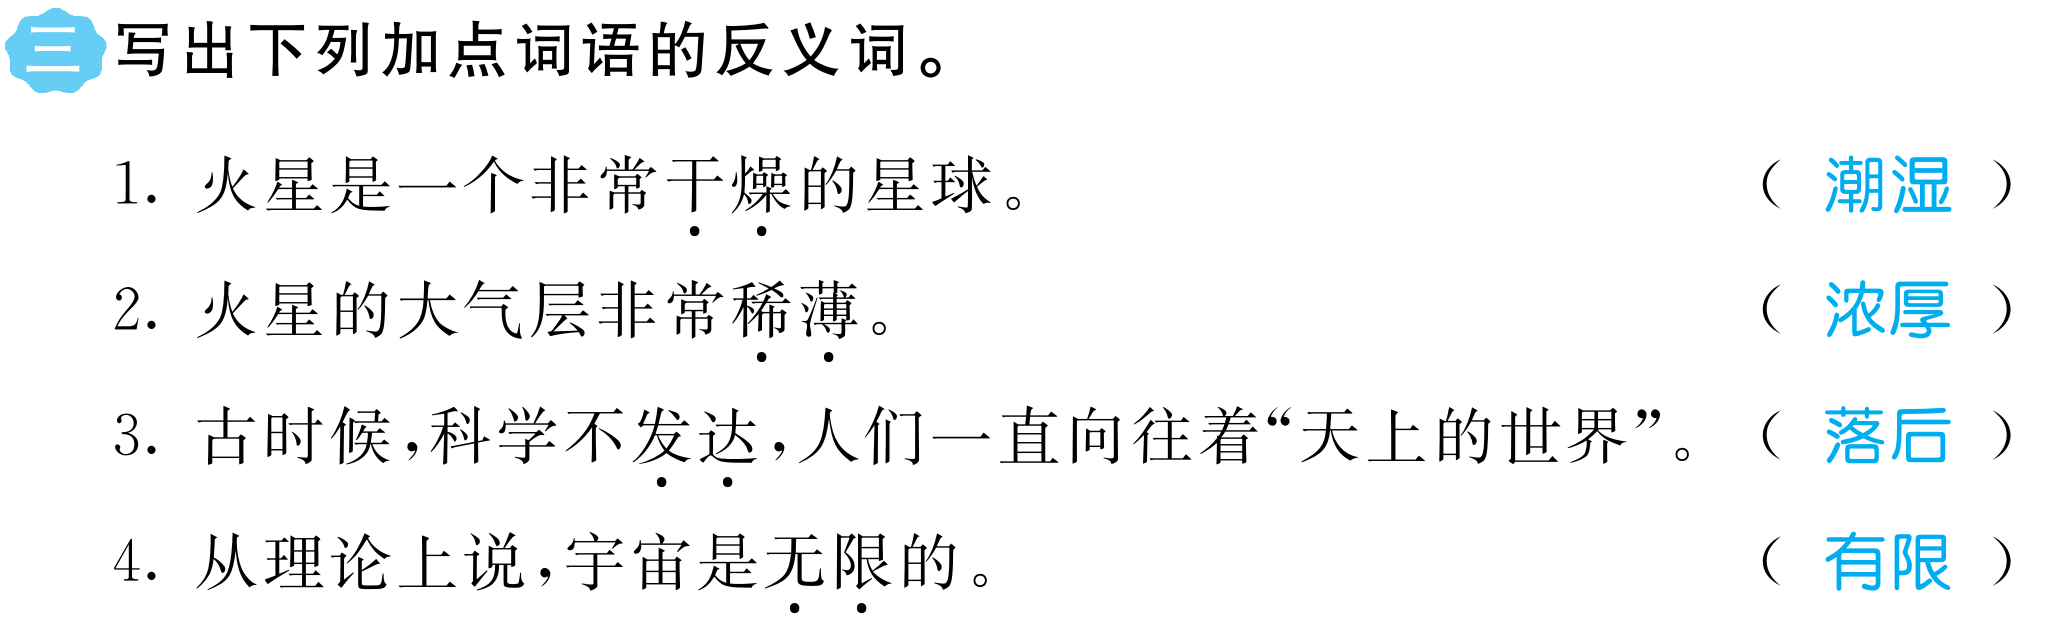 三 写出下列加点词语的反义词。
1. 火星是一个非常干燥的星球。 （ 潮湿 ）
2. 火星的大气层非常稀薄。 （ 浓厚 ）
3. 古时候,科学不发达,人们一直向往着“天上的世界”。（ 落后 ）
4. 从理论上说,宇宙是无限的。 （ 有限 ）